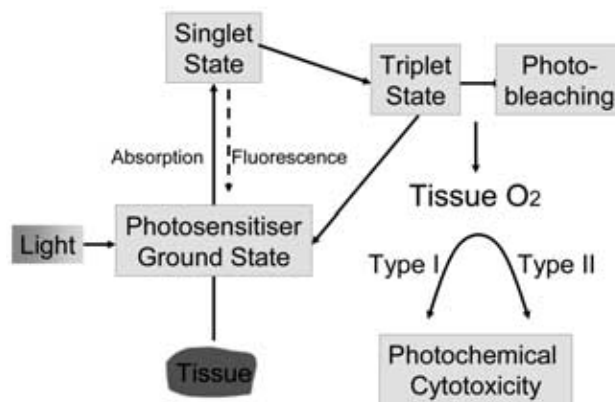 Singlet
State
Triplet
State
Photo-
bleaching
Absorption
Fluorescence
Tissue O2
Light
Photosensitiser
Ground State
Type I
Type II
Tissue
Photochemical
Cytotoxicity